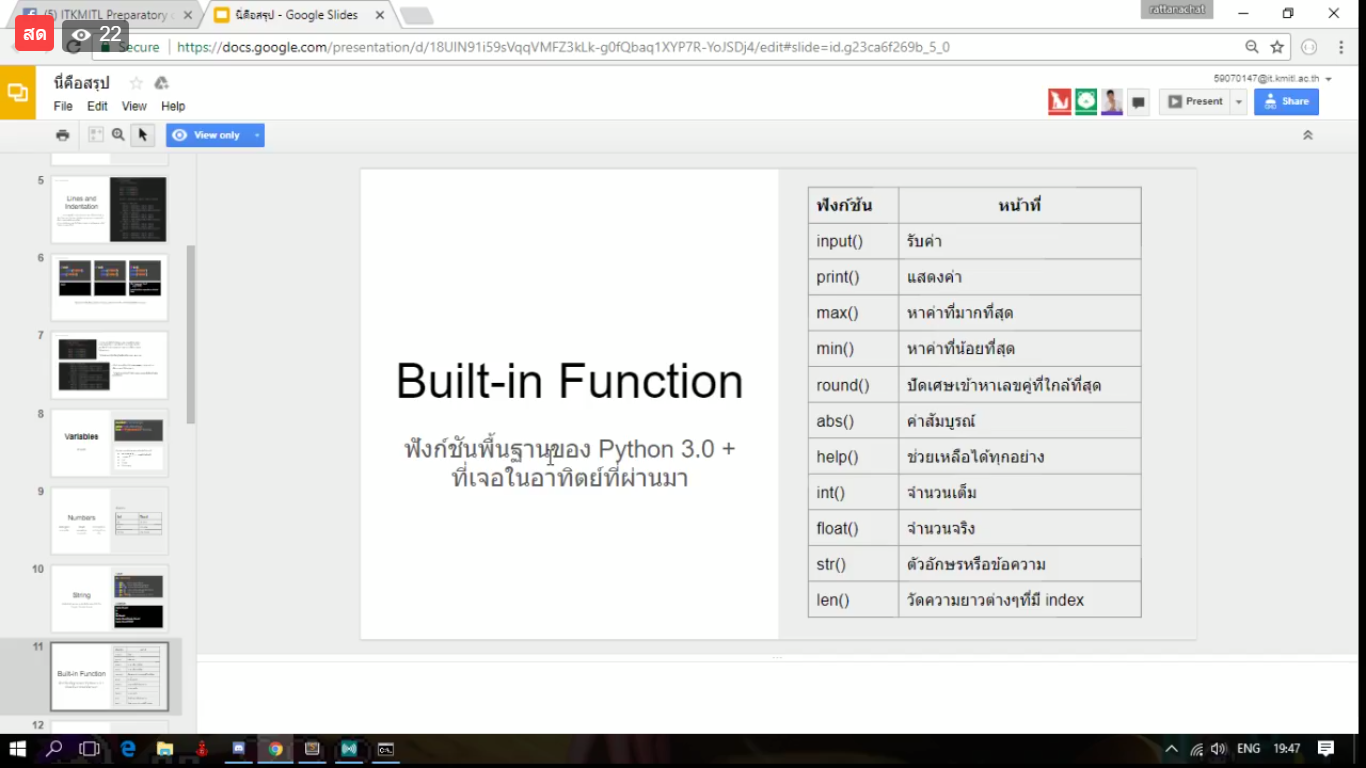 (5) ITKMITL Preparatory
นี่คือสรุป - Google Slides
rattanachat
สด
22
Secure
https://docs.google.com/presentation/d/18UIN91i59sVqqVMFZ3kLk-g0fQbaq1XYP7R-YoJSDj4/edit#slide=id.g23ca6f269b_5_0
นี่คือสรุป
59070147@it.kmitl.ac.th
File Edit View Help
Present
Share
View only
5
Lines and
Indentation
6
7
8
Variables
9
Numbers
10
String
11
Built-in Function
12
Built-in Function
ฟังก์ชันพื้นฐานของ Python 3.0 +
ที่เจอในอาทิตย์ที่ผ่านมา
ฟังก์ชัน หน้าที่
input() รับค่า
print() แสดงค่า
max() หาค่าที่มากที่สุด
min() หาค่าที่น้อยที่สุด
round() ปัดเศษเข้าหาเลขคู่ที่ใกล้ที่สุด
abs() ค่าสัมบูรณ์
help() ช่วยเหลือได้ทุกอย่าง
int() จำนวนเต็ม
float() จำนวนจริง
str() ตัวอักษรหรือข้อความ
len() วัดความยาวต่างๆที่มี index
ENG 19:47